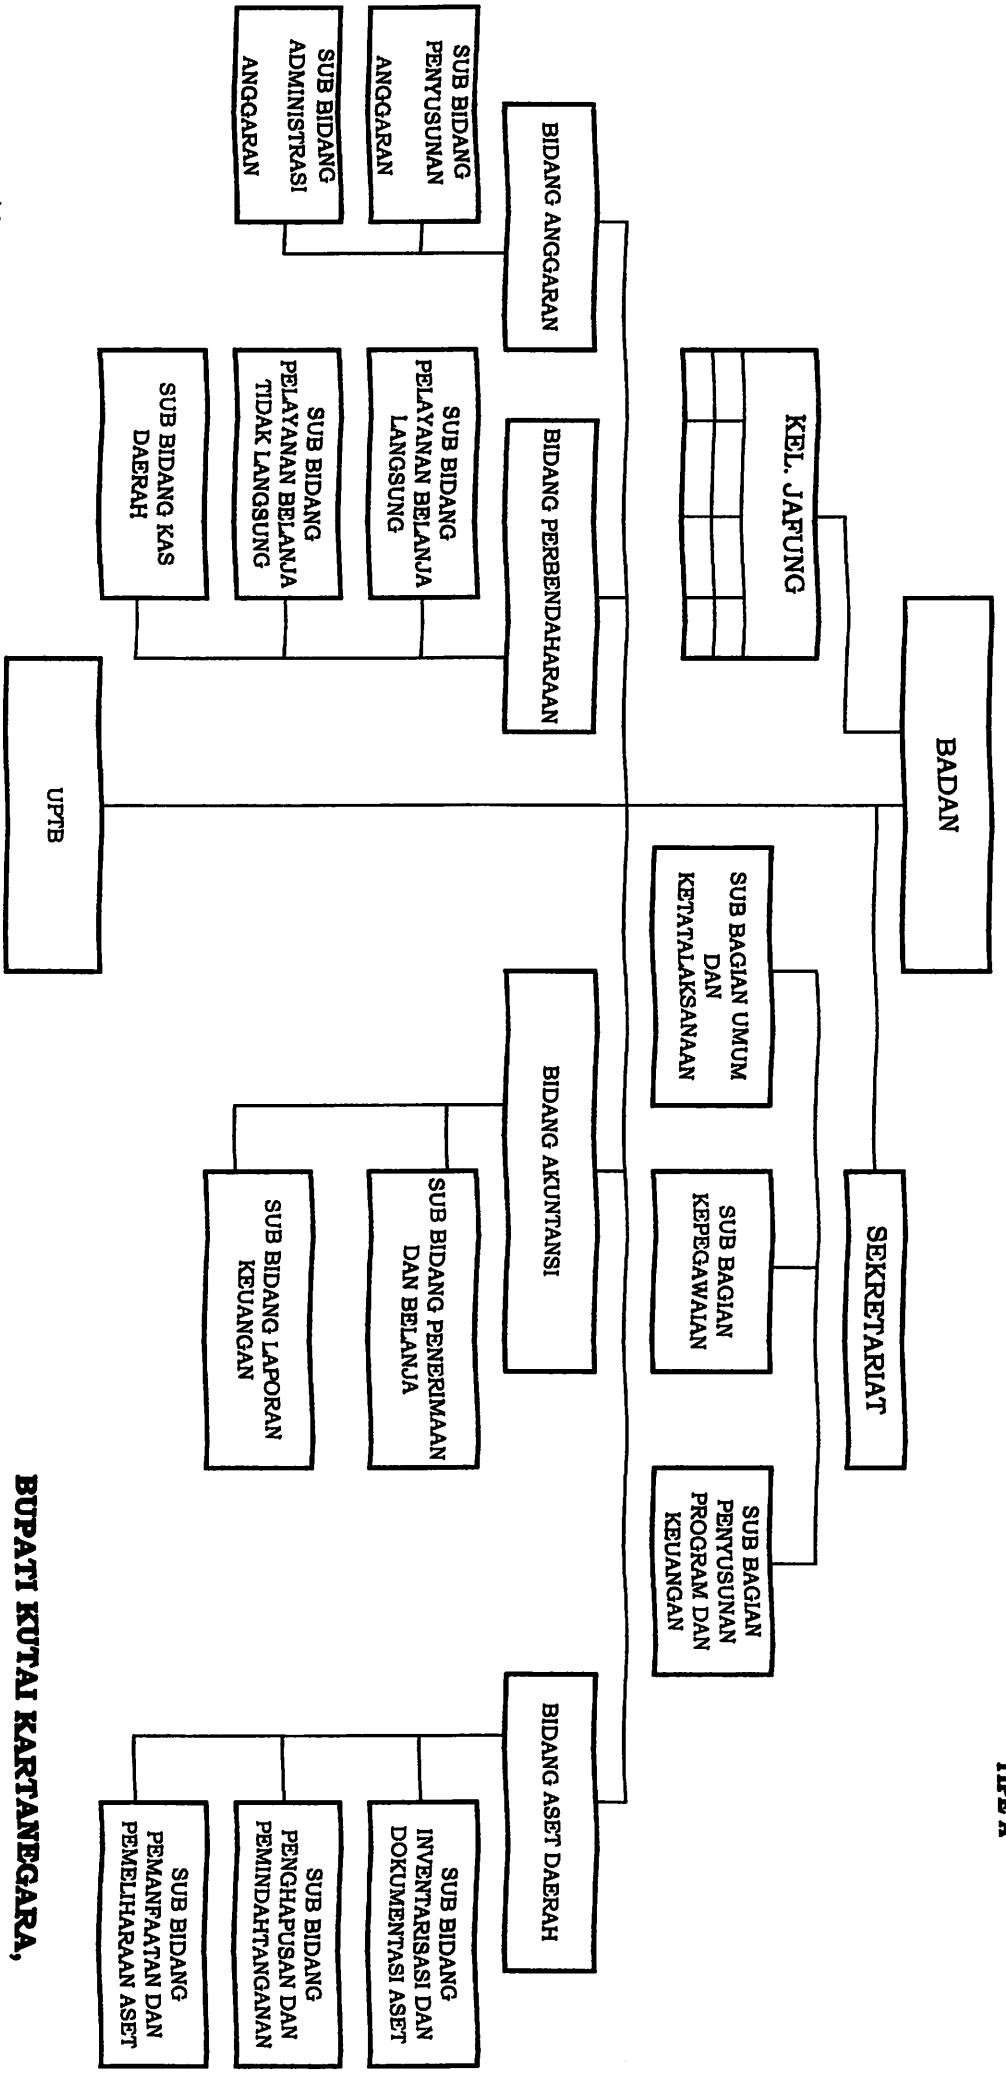 TIPE A
BADAN
SEKRETARIAT
KEL. JAFUNG
SUB BAGIAN UMUM
DAN
KETATALAKSANAAN
SUB BAGIAN
KEPEGAWAIAN
SUB BAGIAN
PENYUSUNAN
PROGRAM DAN
KEUANGAN
BIDANG ANGGARAN
BIDANG PERBENDAHARAAN
BIDANG AKUNTANSI
BIDANG ASET DAERAH
SUB BIDANG
PENYUSUNAN
ANGGARAN
SUB BIDANG
PELAYANAN BELANJA
LANGSUNG
SUB BIDANG PENERIMAAN
DAN BELANJA
SUB BIDANG
INVENTARISASI DAN
DOKUMENTASI ASET
SUB BIDANG
ADMINISTRASI
ANGGARAN
SUB BIDANG
PELAYANAN BELANJA
TIDAK LANGSUNG
SUB BIDANG LAPORAN
KEUANGAN
SUB BIDANG
PENGHAPUSAN DAN
PEMINDAHTANGANAN
SUB BIDANG KAS
DAERAH
SUB BIDANG
PEMANFAATAN DAN
PEMELIHARAAN ASET
UPTB
BUPATI KUTAI KARTANEGARA,